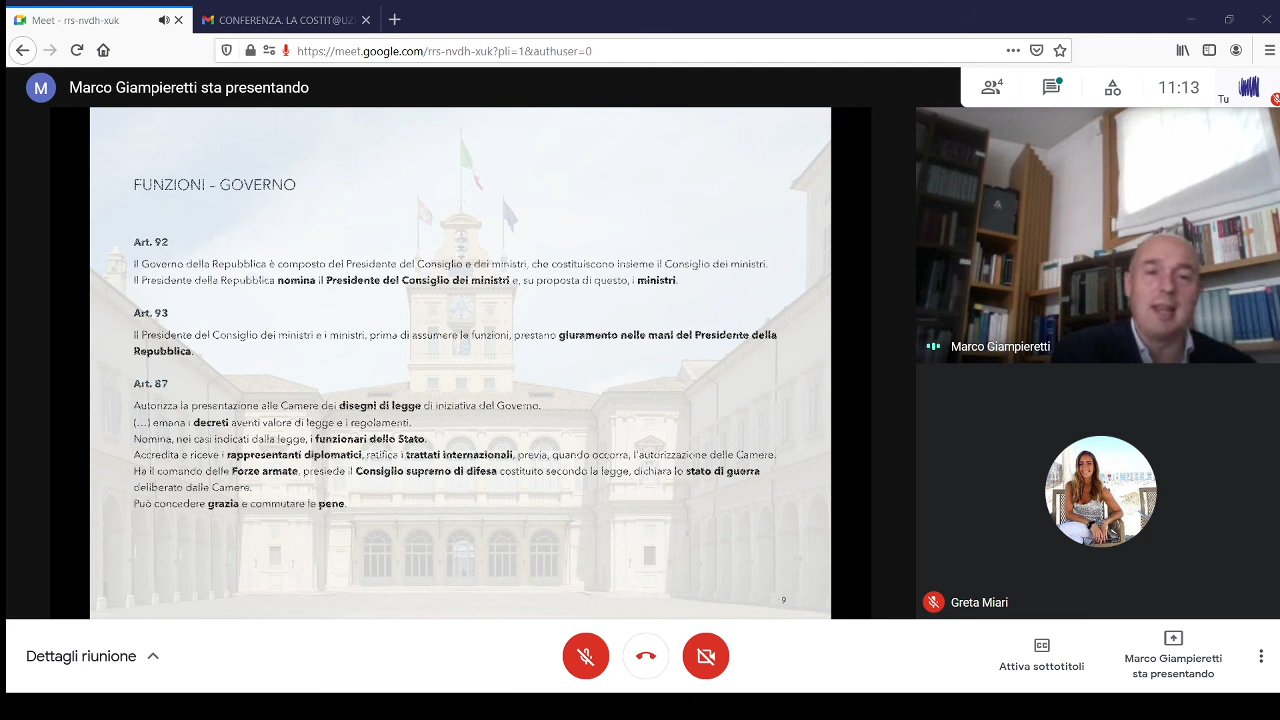 Meet - rrs-nvdh-xuk
CONFERENZA. LA COSTIT@UZI
https://meet.google.com/rrs-nvdh-xuk?pli=1&authuser=0
M
Marco Giampieretti sta presentando
4
11:13
Tu
FUNZIONI - GOVERNO
Art. 92
Il Governo della Repubblica è composto del Presidente del Consiglio e dei ministri, che costituiscono insieme il Consiglio dei ministri.
Il Presidente della Repubblica nomina il Presidente del Consiglio dei ministri e, su proposta di questo, i ministri.
Art. 93
Il Presidente del Consiglio dei ministri e i ministri, prima di assumere le funzioni, prestano giuramento nelle mani del Presidente della
Repubblica.
Art. 87
Autorizza la presentazione alle Camere dei disegni di legge di iniziativa del Governo.
(…) emana i decreti aventi valore di legge e i regolamenti.
Nomina, nei casi indicati dalla legge, i funzionari dello Stato.
Accredita e riceve i rappresentanti diplomatici, ratifica i trattati internazionali, previa, quando occorra, l'autorizzazione delle Camere.
Ha il comando delle Forze armate, presiede il Consiglio supremo di difesa costituito secondo la legge, dichiara lo stato di guerra
deliberato dalle Camere.
Può concedere grazia e commutare le pene.
9
Marco Giampieretti
Greta Miari
Dettagli riunione
CC
Attiva sottotitoli
Marco Giampieretti
sta presentando